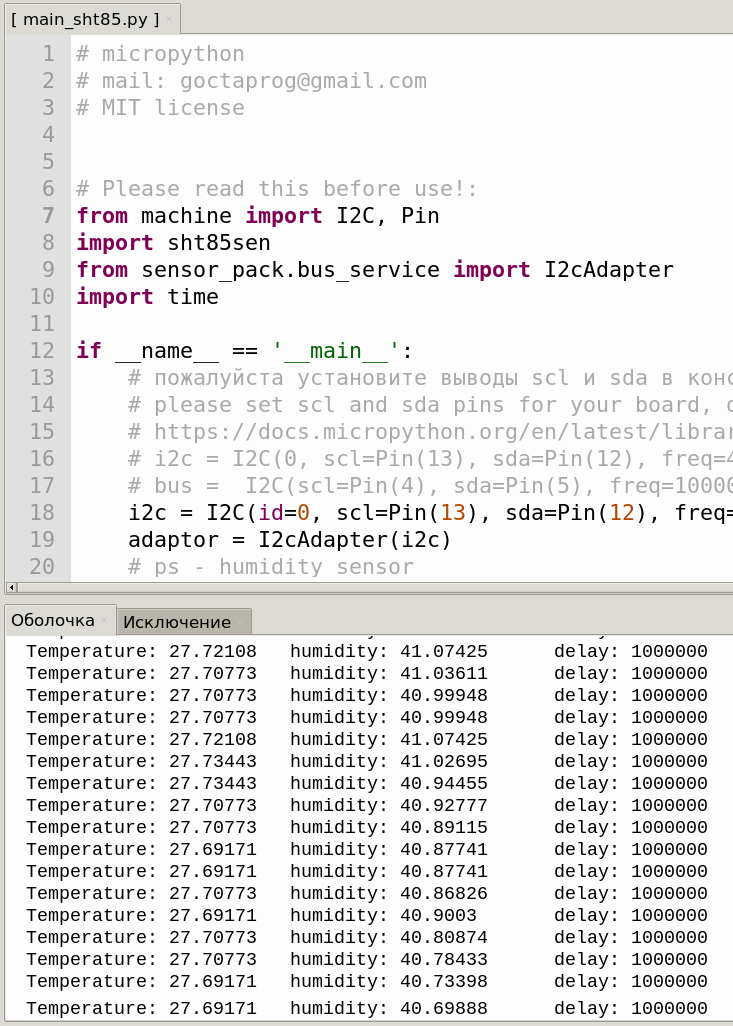 [ main_sht85.py ] ×
1 # micropython
2 # mail: goctaprog@gmail.com
3 # MIT license
4
5
6 # Please read this before use!:
7 from machine import I2C, Pin
8 import sht85sen
9 from sensor_pack.bus_service import I2cAdapter
10 import time
11
12 if __name__ == '__main__':
13 # пожалуйста установите выводы scl и sda в конс
14 # please set scl and sda pins for your board,
15 # https://docs.micropython.org/en/latest/librar
16 # i2c = I2C(0, scl=Pin(13), sda=Pin(12), freq=4
17 # bus =  I2C(scl=Pin(4), sda=Pin(5), freq=10000
18 i2c = I2C(id=0, scl=Pin(13), sda=Pin(12), freq=
19 adaptor = I2cAdapter(i2c)
20 # ps - humidity sensor
Оболочка × Исключение ×
Temperature: 27.72108 humidity: 41.07425 delay: 1000000
Temperature: 27.70773 humidity: 41.03611 delay: 1000000
Temperature: 27.70773 humidity: 40.99948 delay: 1000000
Temperature: 27.70773 humidity: 40.99948 delay: 1000000
Temperature: 27.72108 humidity: 41.07425 delay: 1000000
Temperature: 27.73443 humidity: 41.02695 delay: 1000000
Temperature: 27.73443 humidity: 40.94455 delay: 1000000
Temperature: 27.70773 humidity: 40.92777 delay: 1000000
Temperature: 27.70773 humidity: 40.89115 delay: 1000000
Temperature: 27.69171 humidity: 40.87741 delay: 1000000
Temperature: 27.69171 humidity: 40.87741 delay: 1000000
Temperature: 27.70773 humidity: 40.86826 delay: 1000000
Temperature: 27.69171 humidity: 40.9003 delay: 1000000
Temperature: 27.70773 humidity: 40.80874 delay: 1000000
Temperature: 27.70773 humidity: 40.78433 delay: 1000000
Temperature: 27.69171 humidity: 40.73398 delay: 1000000
Temperature: 27.69171 humidity: 40.69888 delay: 1000000